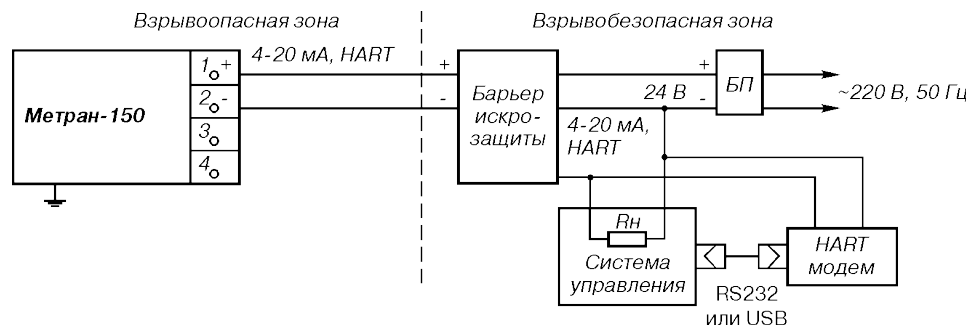 Взрывоопасная зона
Взрывобезопасная зона
4-20 мА, HART
1 +
2 -
3
4
Метран-150
+
-
Барьер
искро-
защиты
+
24 В -
БП
~220 В, 50 Гц
4-20 мА,
HART
Rн
Система
управления
HART
модем
RS232
или USB